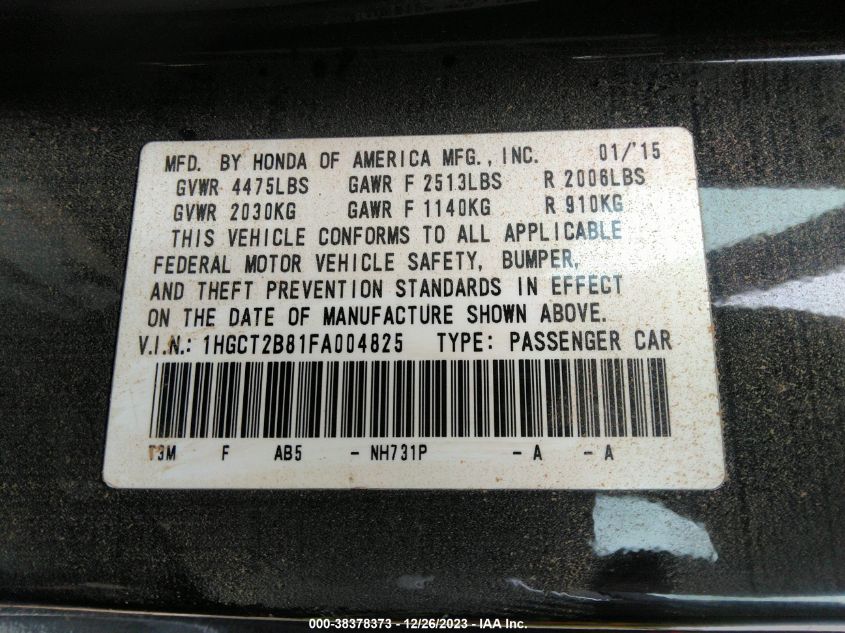 MFD. BY HONDA OF AMERICA MFG., INC. 01/'15
GVWR 4475LBS GAWR F 2513LBS R 2006LBS
GVWR 2030KG GAWR F 1140KG R 910KG
THIS VEHICLE CONFORMS TO ALL APPLICABLE
FEDERAL MOTOR VEHICLE SAFETY, BUMPER,
AND THEFT PREVENTION STANDARDS IN EFFECT
ON THE DATE OF MANUFACTURE SHOWN ABOVE.
V.I.N.: 1HGCT2B81FA004825 TYPE: PASSENGER CAR
T3M F AB5 - NH731P - A - A
000-38378373 - 12/26/2023 - IAA Inc.